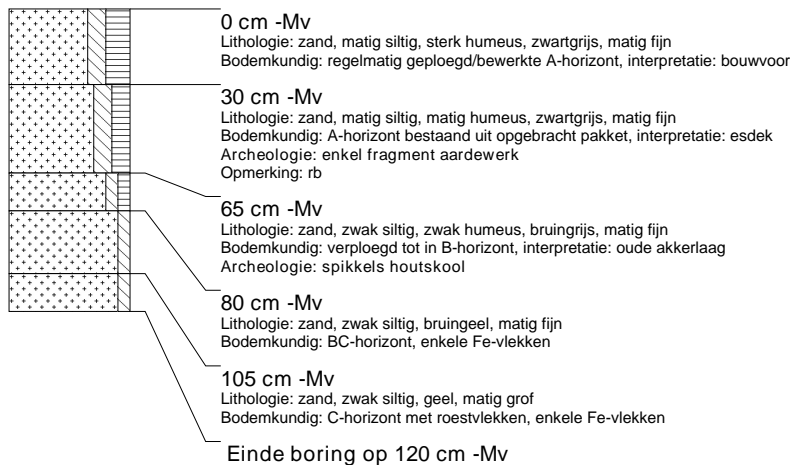 0 cm -Mv
Lithologie: zand, matig siltig, sterk humeus, zwartgrijs, matig fijn
Bodemkundig: regelmatig geploegd/bewerkte A-horizont, interpretatie: bouwvoor
30 cm -Mv
Lithologie: zand, matig siltig, matig humeus, zwartgrijs, matig fijn
Bodemkundig: A-horizont bestaand uit opgebracht pakket, interpretatie: esdek
Archeologie: enkel fragment aardewerk
Opmerking: rb
65 cm -Mv
Lithologie: zand, zwak siltig, zwak humeus, bruingrijs, matig fijn
Bodemkundig: verploegd tot in B-horizont, interpretatie: oude akkerlaag
Archeologie: spikkels houtskool
80 cm -Mv
Lithologie: zand, zwak siltig, bruingeel, matig fijn
Bodemkundig: BC-horizont, enkele Fe-vlekken
105 cm -Mv
Lithologie: zand, zwak siltig, geel, matig grof
Bodemkundig: C-horizont met roestvlekken, enkele Fe-vlekken
Einde boring op 120 cm -Mv